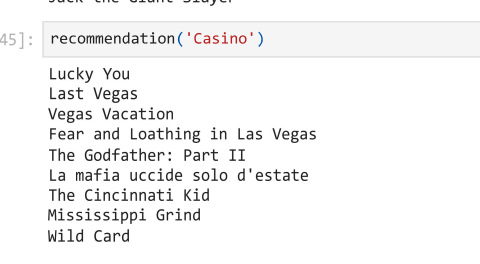 Jack the Giant Slayer
45]: recommendation('Casino')
Lucky You
Last Vegas
Vegas Vacation
Fear and Loathing in Las Vegas
The Godfather: Part II
La mafia uccide solo d'estate
The Cincinnati Kid
Mississippi Grind
Wild Card